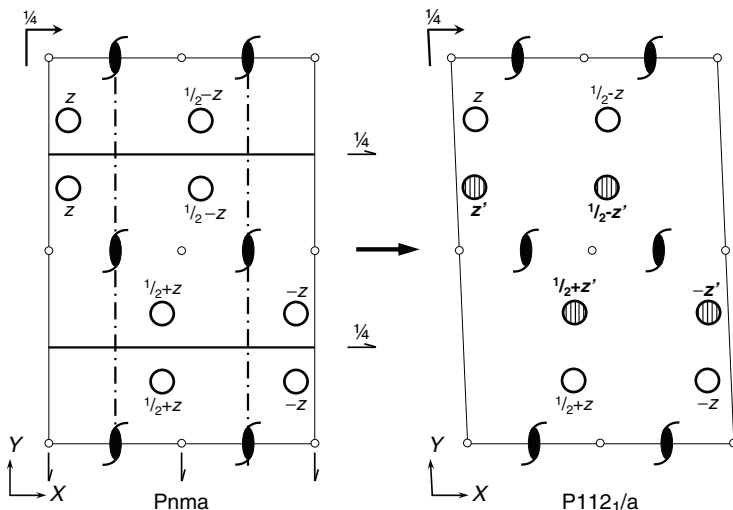 ¼ ¼
z ½–z z ½-z
¼
z ½–z z’ ½-z’
½+z –z ½+z’ –z’
¼
½+z –z ½+z –z
Y Y
X X
Pnma P112₁/a